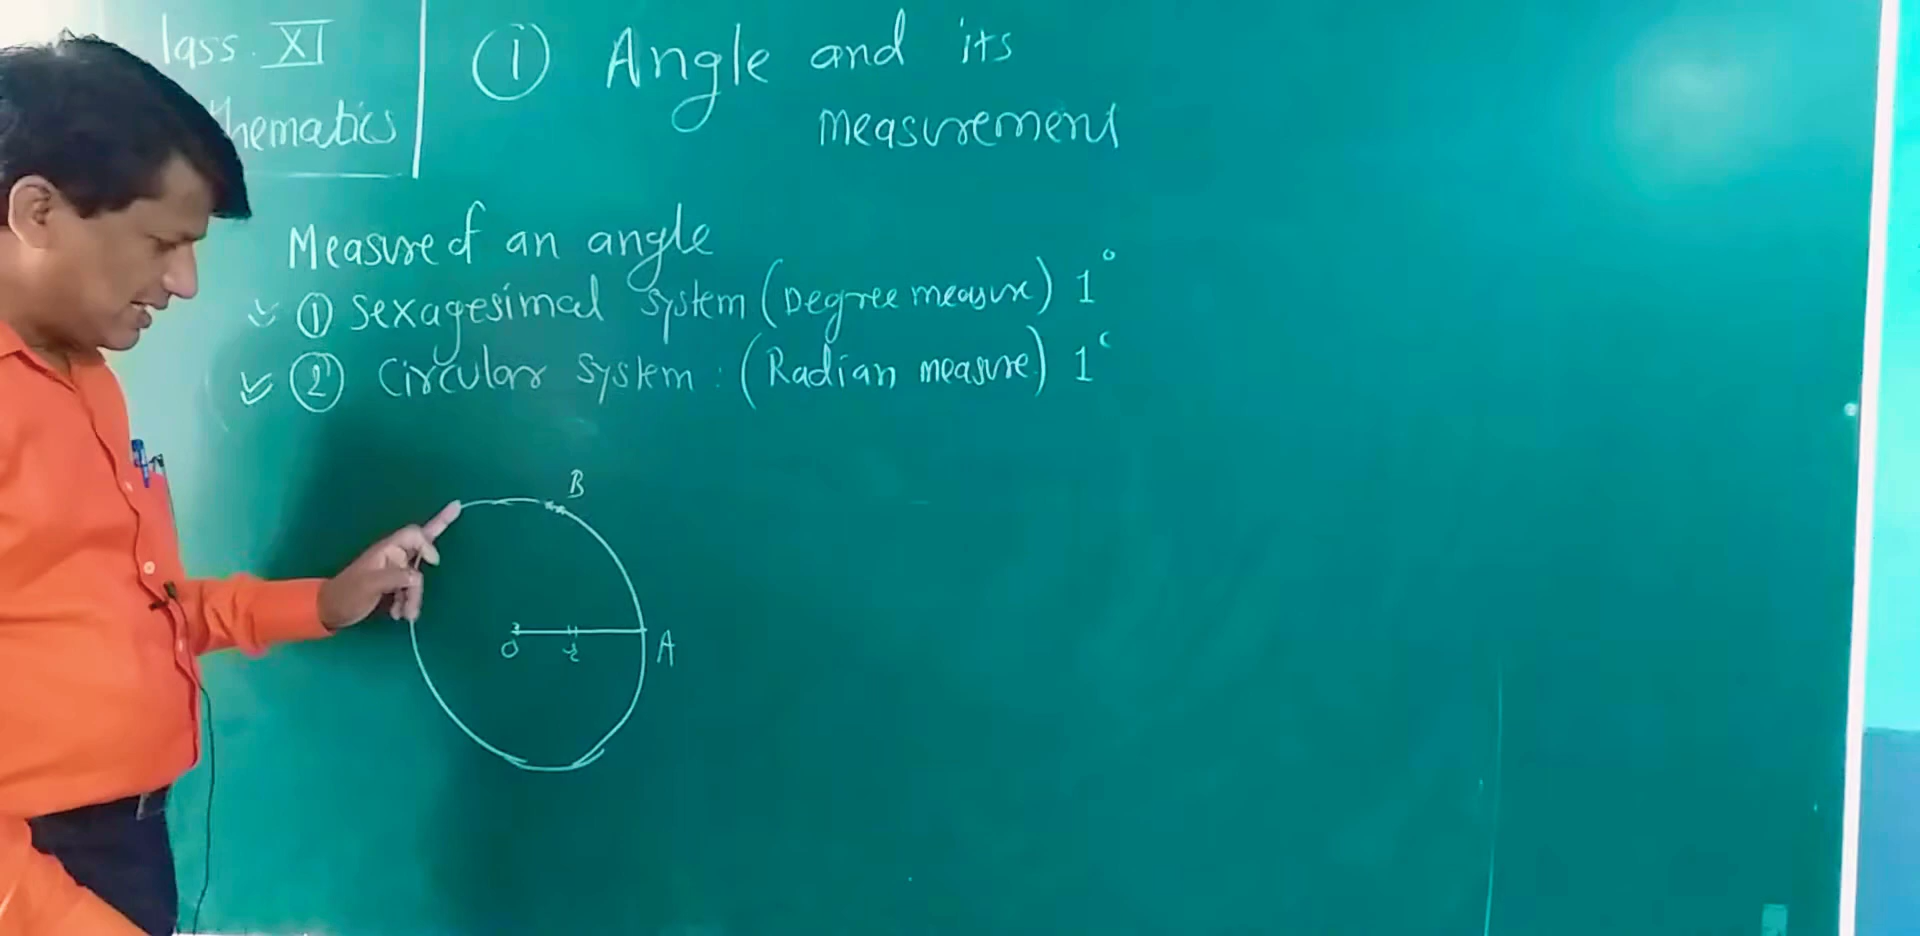 lass. XI
hematics
① Angle and its
measurement
Measure of an angle
① Sexagesimal system (Degree measure) 1°
② Circular system : (Radian measure) 1ᶜ
B
O r A